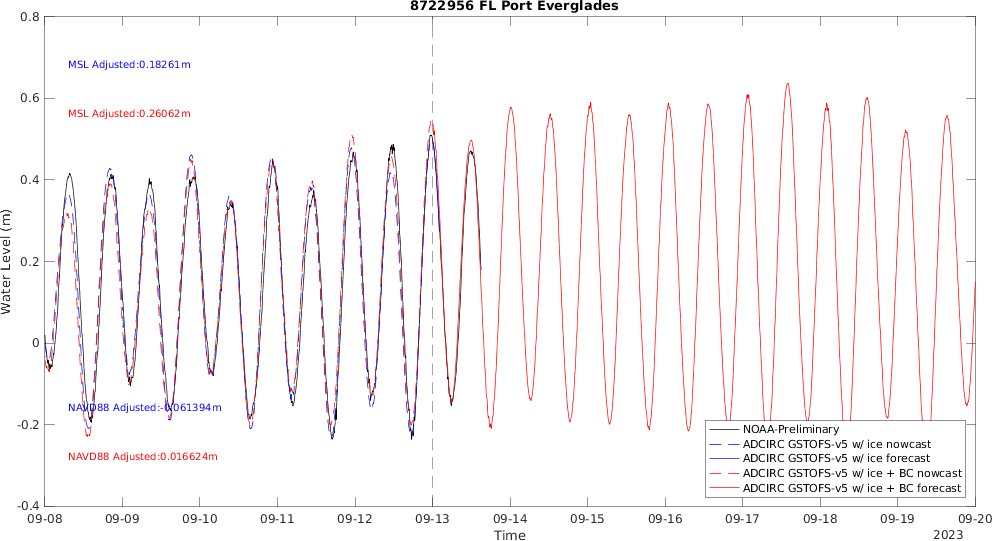 8722956 FL Port Everglades
0.8
0.6
0.4
0.2
0
-0.2
-0.4
Water Level (m)
MSL Adjusted:0.18261m
MSL Adjusted:0.26062m
NAVD88 Adjusted:-0.061394m
NAVD88 Adjusted:0.016624m
NOAA-Preliminary
ADCIRC GSTOFS-v5 w/ ice nowcast
ADCIRC GSTOFS-v5 w/ ice forecast
ADCIRC GSTOFS-v5 w/ ice + BC nowcast
ADCIRC GSTOFS-v5 w/ ice + BC forecast
09-08 09-09 09-10 09-11 09-12 09-13 09-14 09-15 09-16 09-17 09-18 09-19 09-20
Time
2023